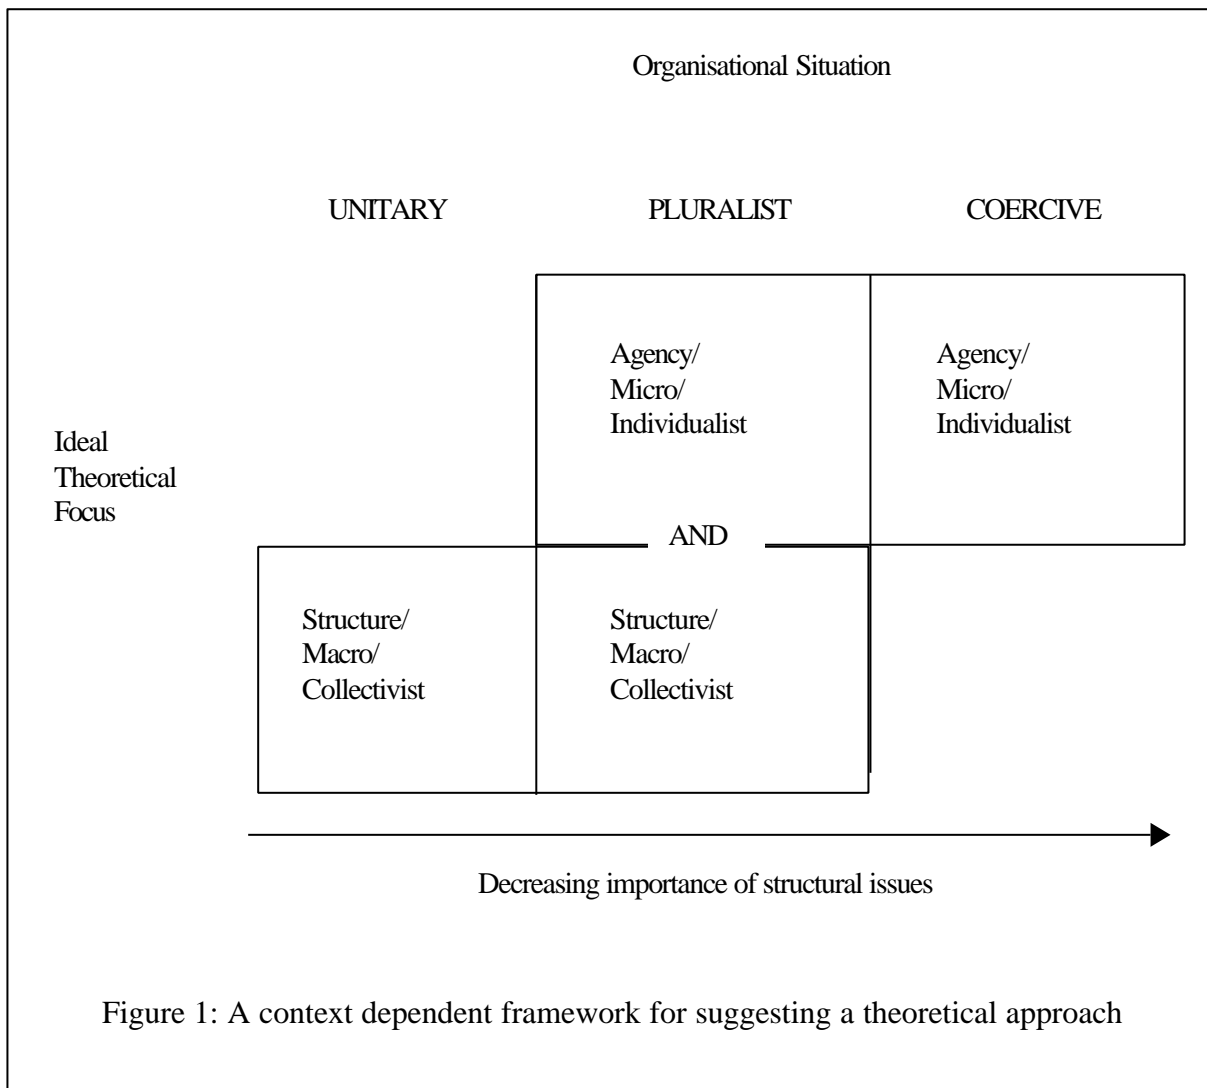 Organisational Situation
UNITARY PLURALIST COERCIVE
Agency/
Micro/
Individualist
Agency/
Micro/
Individualist
Ideal
Theoretical
Focus
AND
Structure/
Macro/
Collectivist
Structure/
Macro/
Collectivist
Decreasing importance of structural issues
Figure 1: A context dependent framework for suggesting a theoretical approach